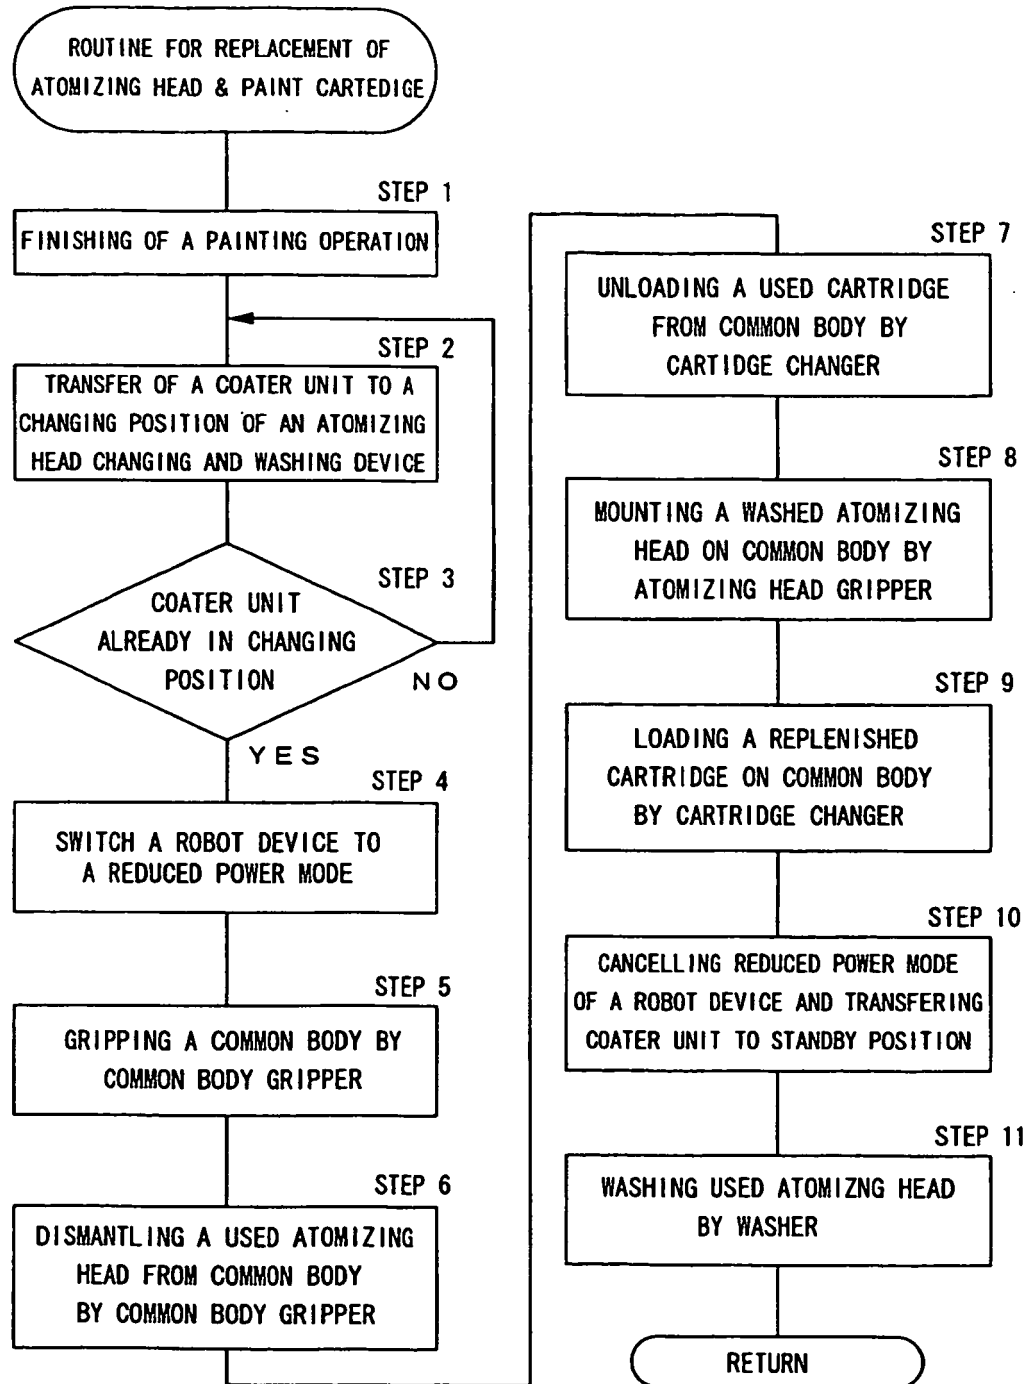 ROUTINE FOR REPLACEMENT OF
ATOMIZING HEAD & PAINT CARTEDIGE
STEP 1
FINISHING OF A PAINTING OPERATION
STEP 2
TRANSFER OF A COATER UNIT TO A
CHANGING POSITION OF AN ATOMIZING
HEAD CHANGING AND WASHING DEVICE
STEP 3
COATER UNIT
ALREADY IN CHANGING
POSITION
NO
YES
STEP 4
SWITCH A ROBOT DEVICE TO
A REDUCED POWER MODE
STEP 5
GRIPPING A COMMON BODY BY
COMMON BODY GRIPPER
STEP 6
DISMANTLING A USED ATOMIZING
HEAD FROM COMMON BODY
BY COMMON BODY GRIPPER
STEP 7
UNLOADING A USED CARTRIDGE
FROM COMMON BODY BY
CARTIDGE CHANGER
STEP 8
MOUNTING A WASHED ATOMIZING
HEAD ON COMMON BODY BY
ATOMIZING HEAD GRIPPER
STEP 9
LOADING A REPLENISHED
CARTRIDGE ON COMMON BODY
BY CARTRIDGE CHANGER
STEP 10
CANCELLING REDUCED POWER MODE
OF A ROBOT DEVICE AND TRANSFERING
COATER UNIT TO STANDBY POSITION
STEP 11
WASHING USED ATOMIZNG HEAD
BY WASHER
RETURN